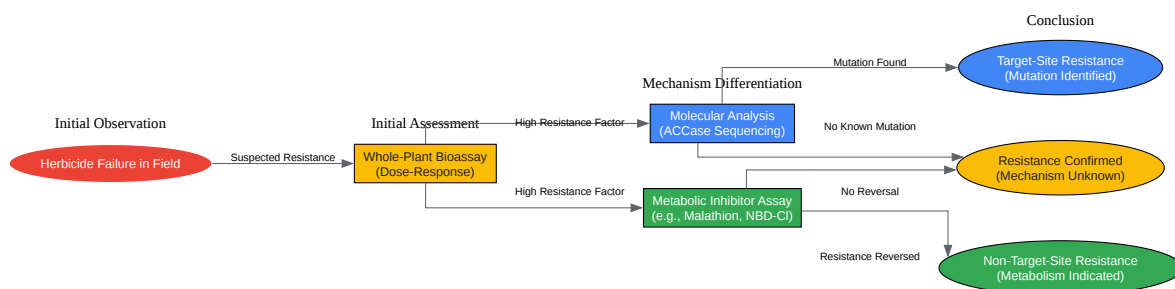 Conclusion
Mutation Found
Target-Site Resistance
(Mutation Identified)
Mechanism Differentiation
Initial Observation
Initial Assessment
High Resistance Factor
Molecular Analysis
(ACCase Sequencing)
No Known Mutation
Herbicide Failure in Field
Suspected Resistance
Whole-Plant Bioassay
(Dose-Response)
Resistance Confirmed
(Mechanism Unknown)
High Resistance Factor
Metabolic Inhibitor Assay
(e.g., Malathion, NBD-Cl)
No Reversal
Resistance Reversed
Non-Target-Site Resistance
(Metabolism Indicated)